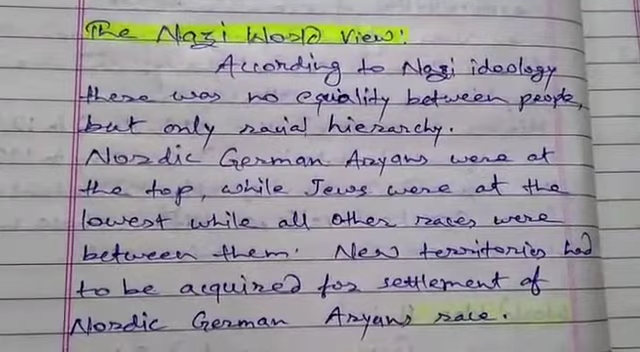 The Nazi World View:
According to Nazi ideology
there was no equality between people,
but only racial hierarchy.
Nordic German Aryans were at
the top, while Jews were at the
lowest while all other races were
between them. New territories had
to be acquired for settlement of
Nordic German Aryans race.